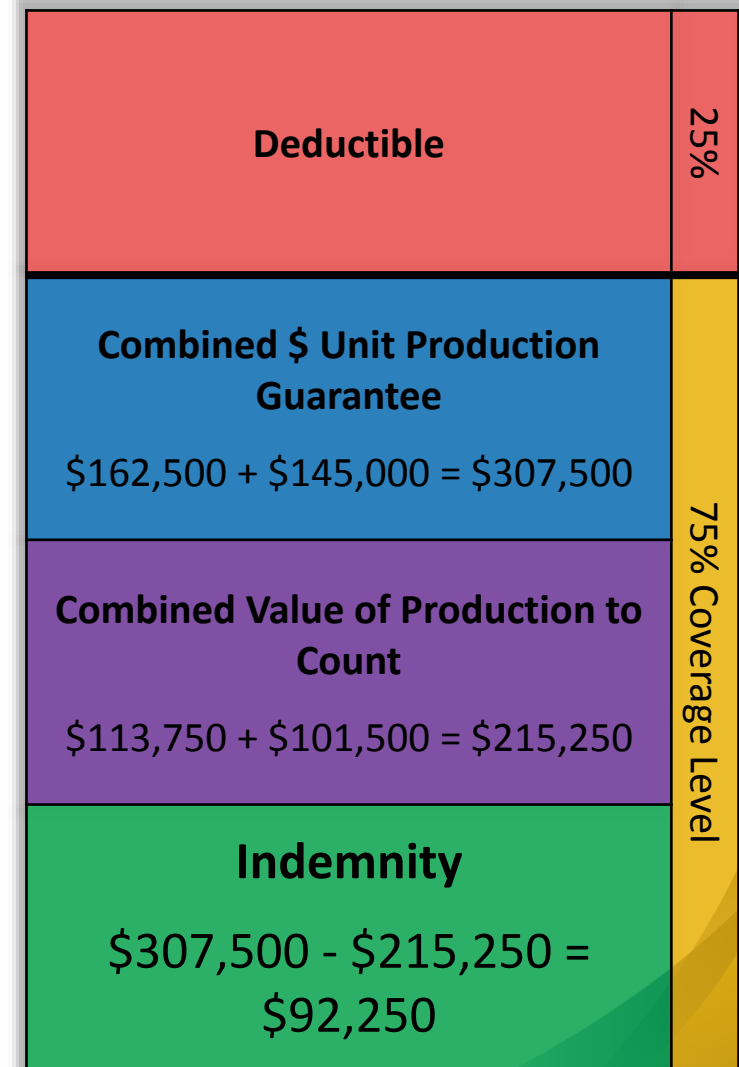 Deductible
25%
Combined $ Unit Production
Guarantee
$162,500 + $145,000 = $307,500
Combined Value of Production to
Count
$113,750 + $101,500 = $215,250
Indemnity
$307,500 - $215,250 =
$92,250
75% Coverage Level